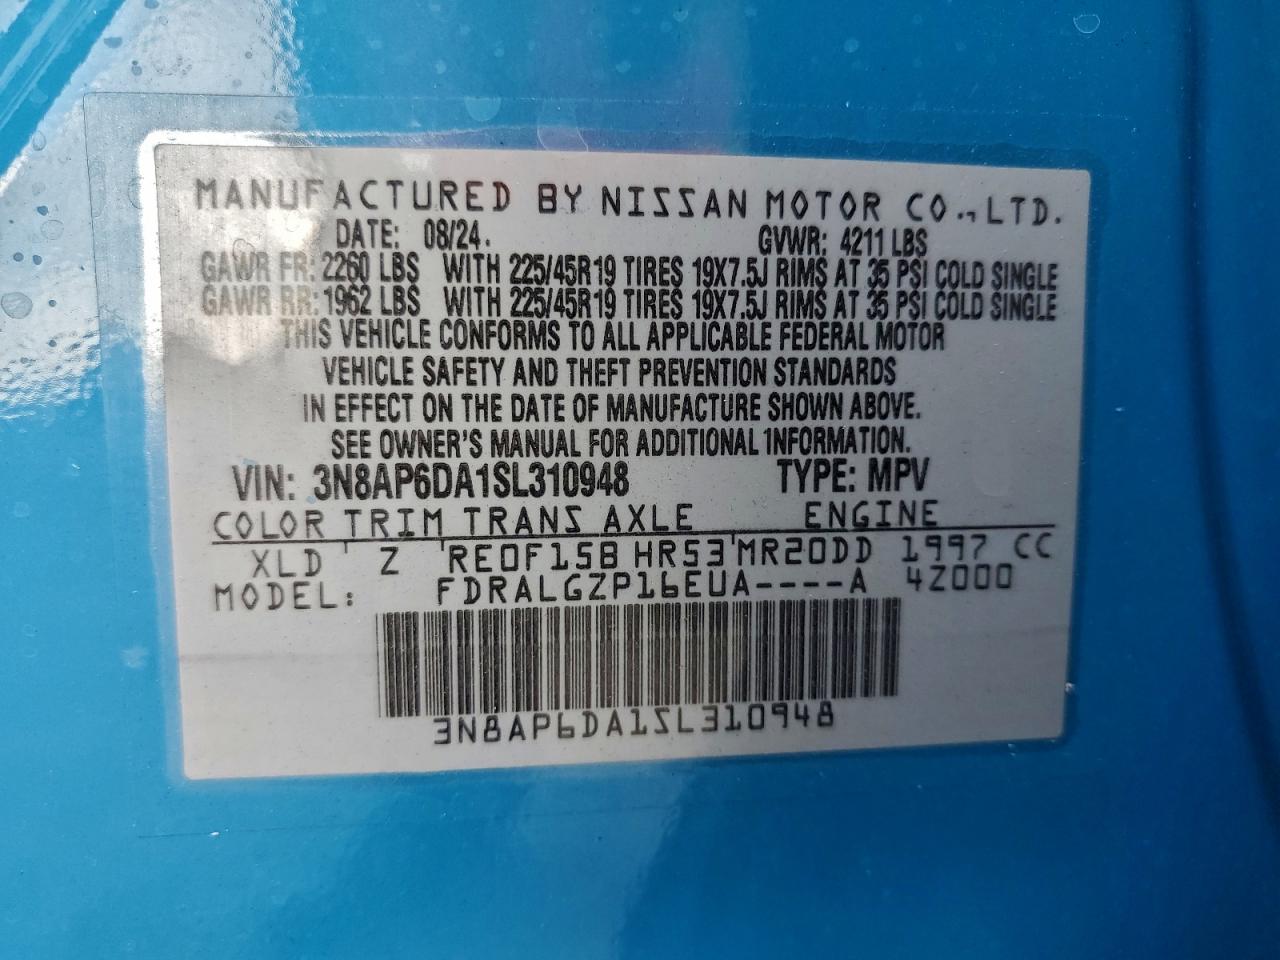 MANUFACTURED BY NISSAN MOTOR CO., LTD.
DATE: 08/24. GVWR: 4211 LBS
GAWR FR: 2260 LBS WITH 225/45R19 TIRES 19X7.5J RIMS AT 35 PSI COLD SINGLE
GAWR RR: 1962 LBS WITH 225/45R19 TIRES 19X7.5J RIMS AT 35 PSI COLD SINGLE
THIS VEHICLE CONFORMS TO ALL APPLICABLE FEDERAL MOTOR
VEHICLE SAFETY AND THEFT PREVENTION STANDARDS
IN EFFECT ON THE DATE OF MANUFACTURE SHOWN ABOVE.
SEE OWNER'S MANUAL FOR ADDITIONAL INFORMATION.
VIN: 3N8AP6DA1SL310948 TYPE: MPV
COLOR TRIM TRANS AXLE ENGINE
XLD Z RE0F15B HR53 MR20DD 1997 CC
MODEL: FDRALGZP16EUA----A 4Z000
3N8AP6DA1SL310948